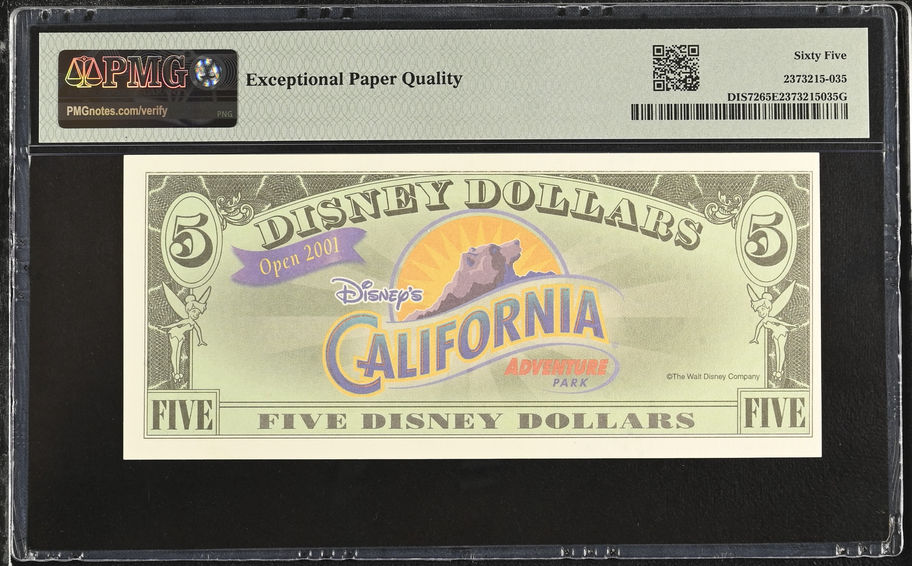 PMG
PMGnotes.com/verify
PNG
Exceptional Paper Quality
Sixty Five
2373215-035
DIS7265E2373215035G
5
DISNEY DOLLARS
5
Open 2001
Disney's
CALIFORNIA
ADVENTURE
PARK
©The Walt Disney Company
FIVE
FIVE DISNEY DOLLARS
FIVE